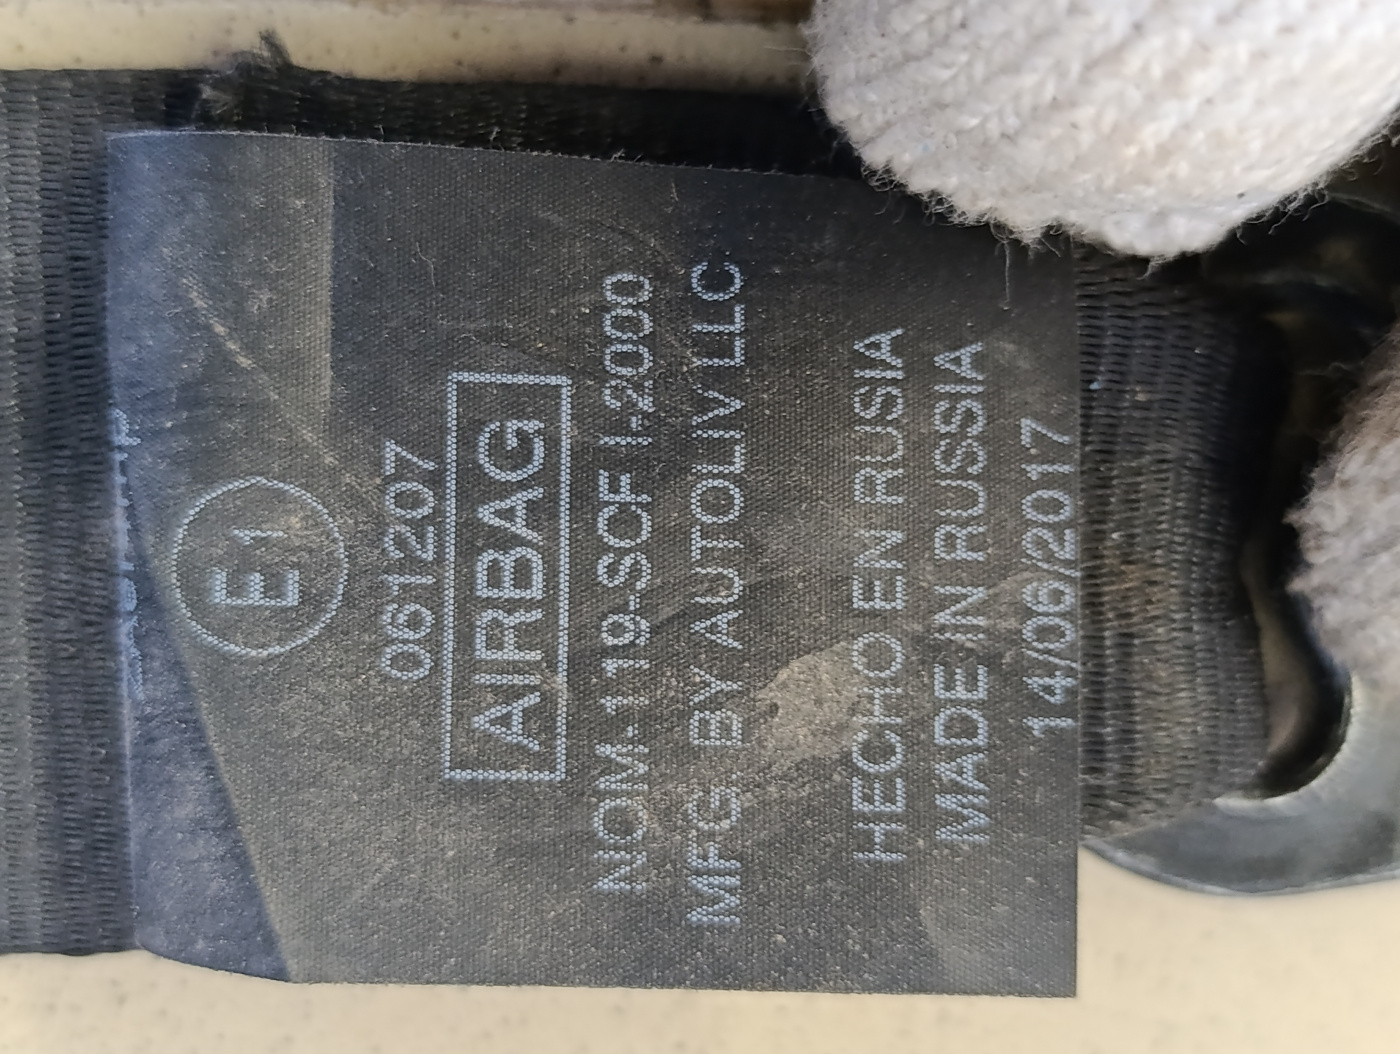 E1
061207
AIRBAG
NOM-119-SCFI-2000
MFG BY AUTOLIV LLC
HECHO EN RUSIA
MADE IN RUSSIA
14/06/2017